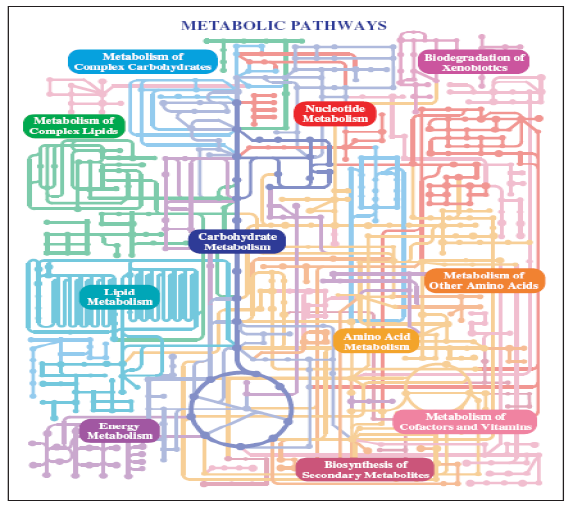 METABOLIC PATHWAYS
Metabolism of
Complex Carbohydrates
Biodegradation of
Xenobiotics
Nucleotide
Metabolism
Metabolism of
Complex Lipids
Carbohydrate
Metabolism
Metabolism of
Other Amino Acids
Lipid
Metabolism
Amino Acid
Metabolism
Metabolism of
Cofactors and Vitamins
Energy
Metabolism
Biosynthesis of
Secondary Metabolites